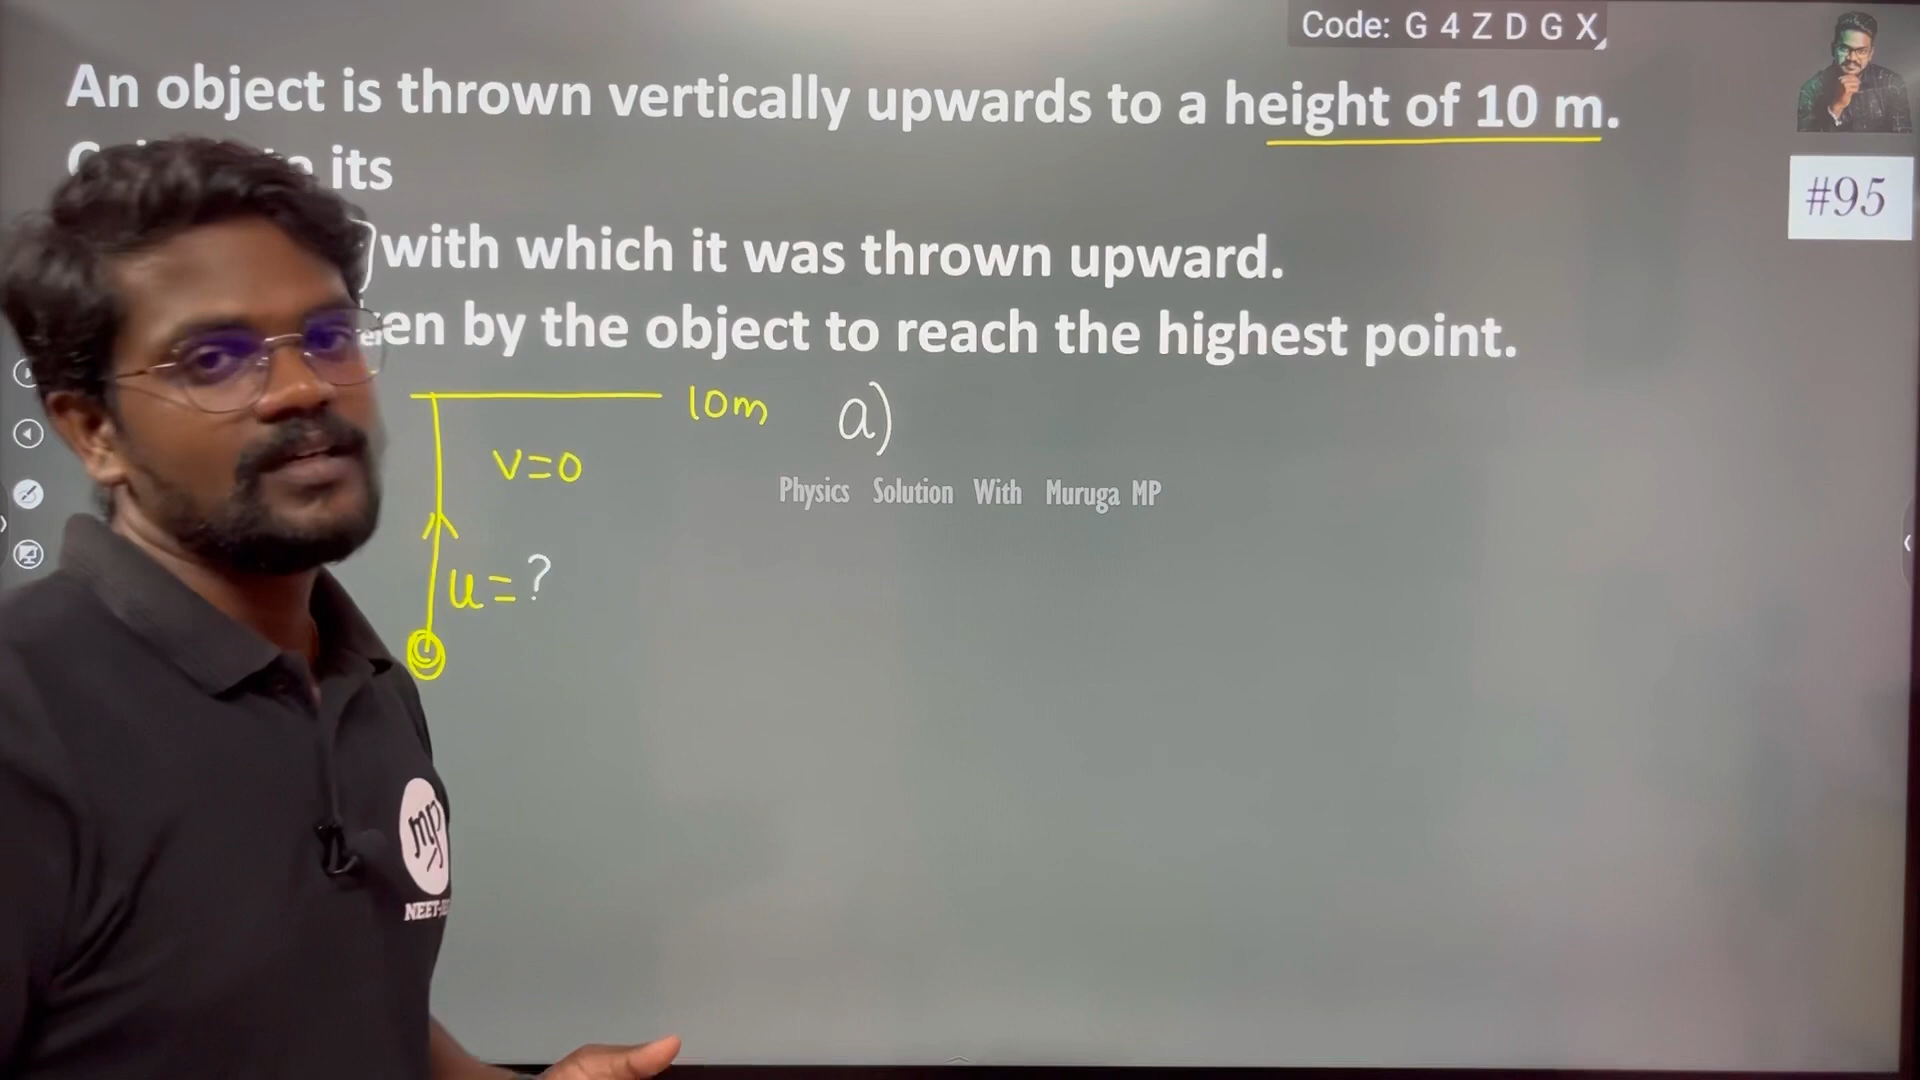 Code: G 4 Z D G X
An object is thrown vertically upwards to a height of 10 m.
its
#95
with which it was thrown upward.
by the object to reach the highest point.
10m
a)
v=0
Physics Solution With Muruga MP
u=?
mp